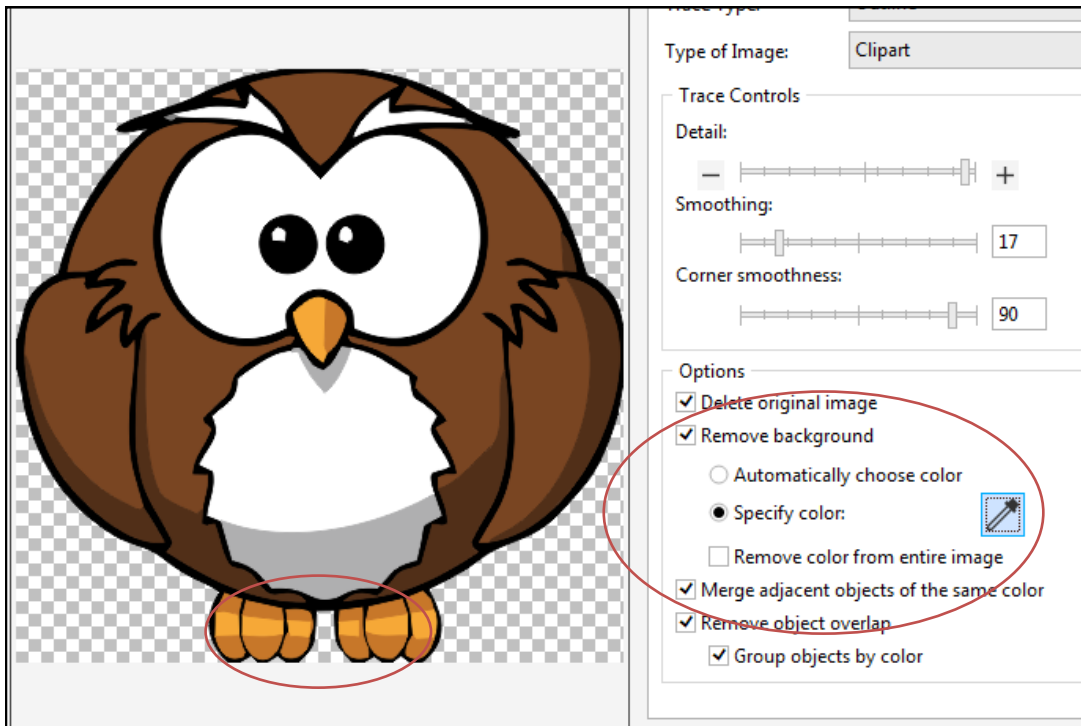 Type of Image:
Clipart
Trace Controls
Detail:
Smoothing:
17
Corner smoothness:
90
Options
Delete original image
Remove background
Automatically choose color
Specify color:
Remove color from entire image
Merge adjacent objects of the same color
Remove object overlap
Group objects by color